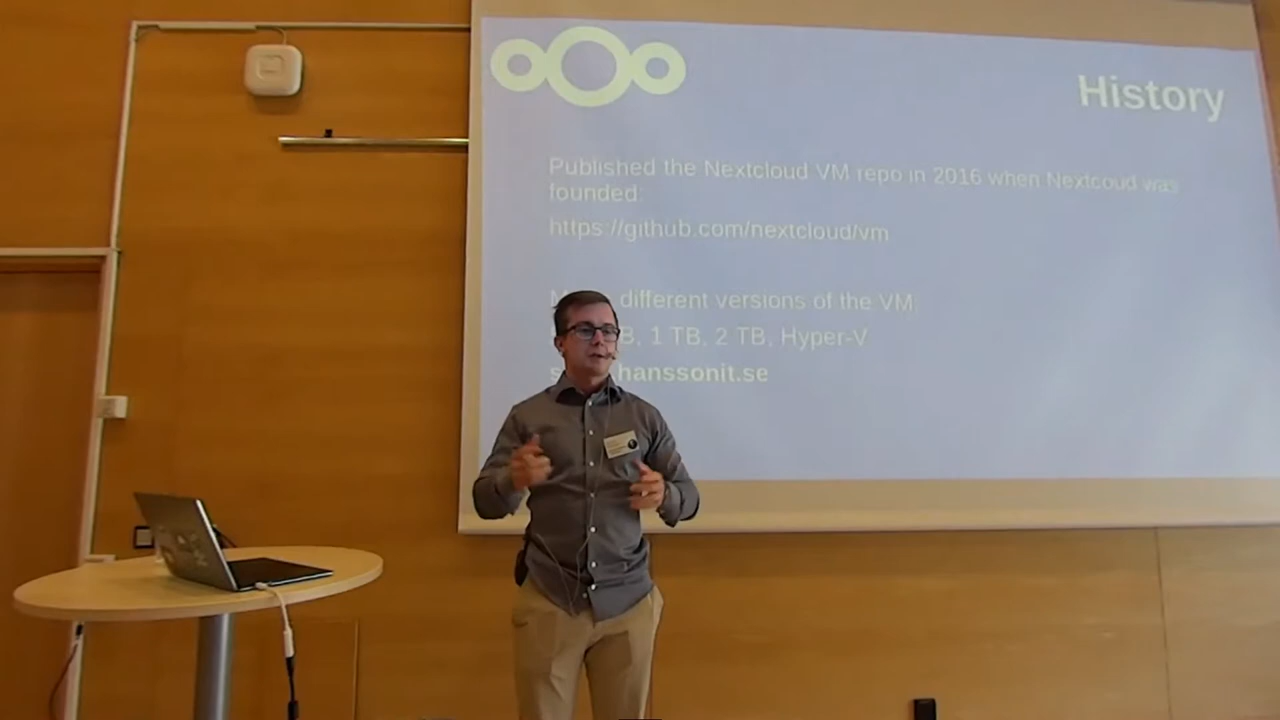 History
Published the Nextcloud VM repo in 2016 when Nextcoud was
founded:
https://github.com/nextcloud/vm
different versions of the VM:
1 TB, 2 TB, Hyper-V
hanssonit.se